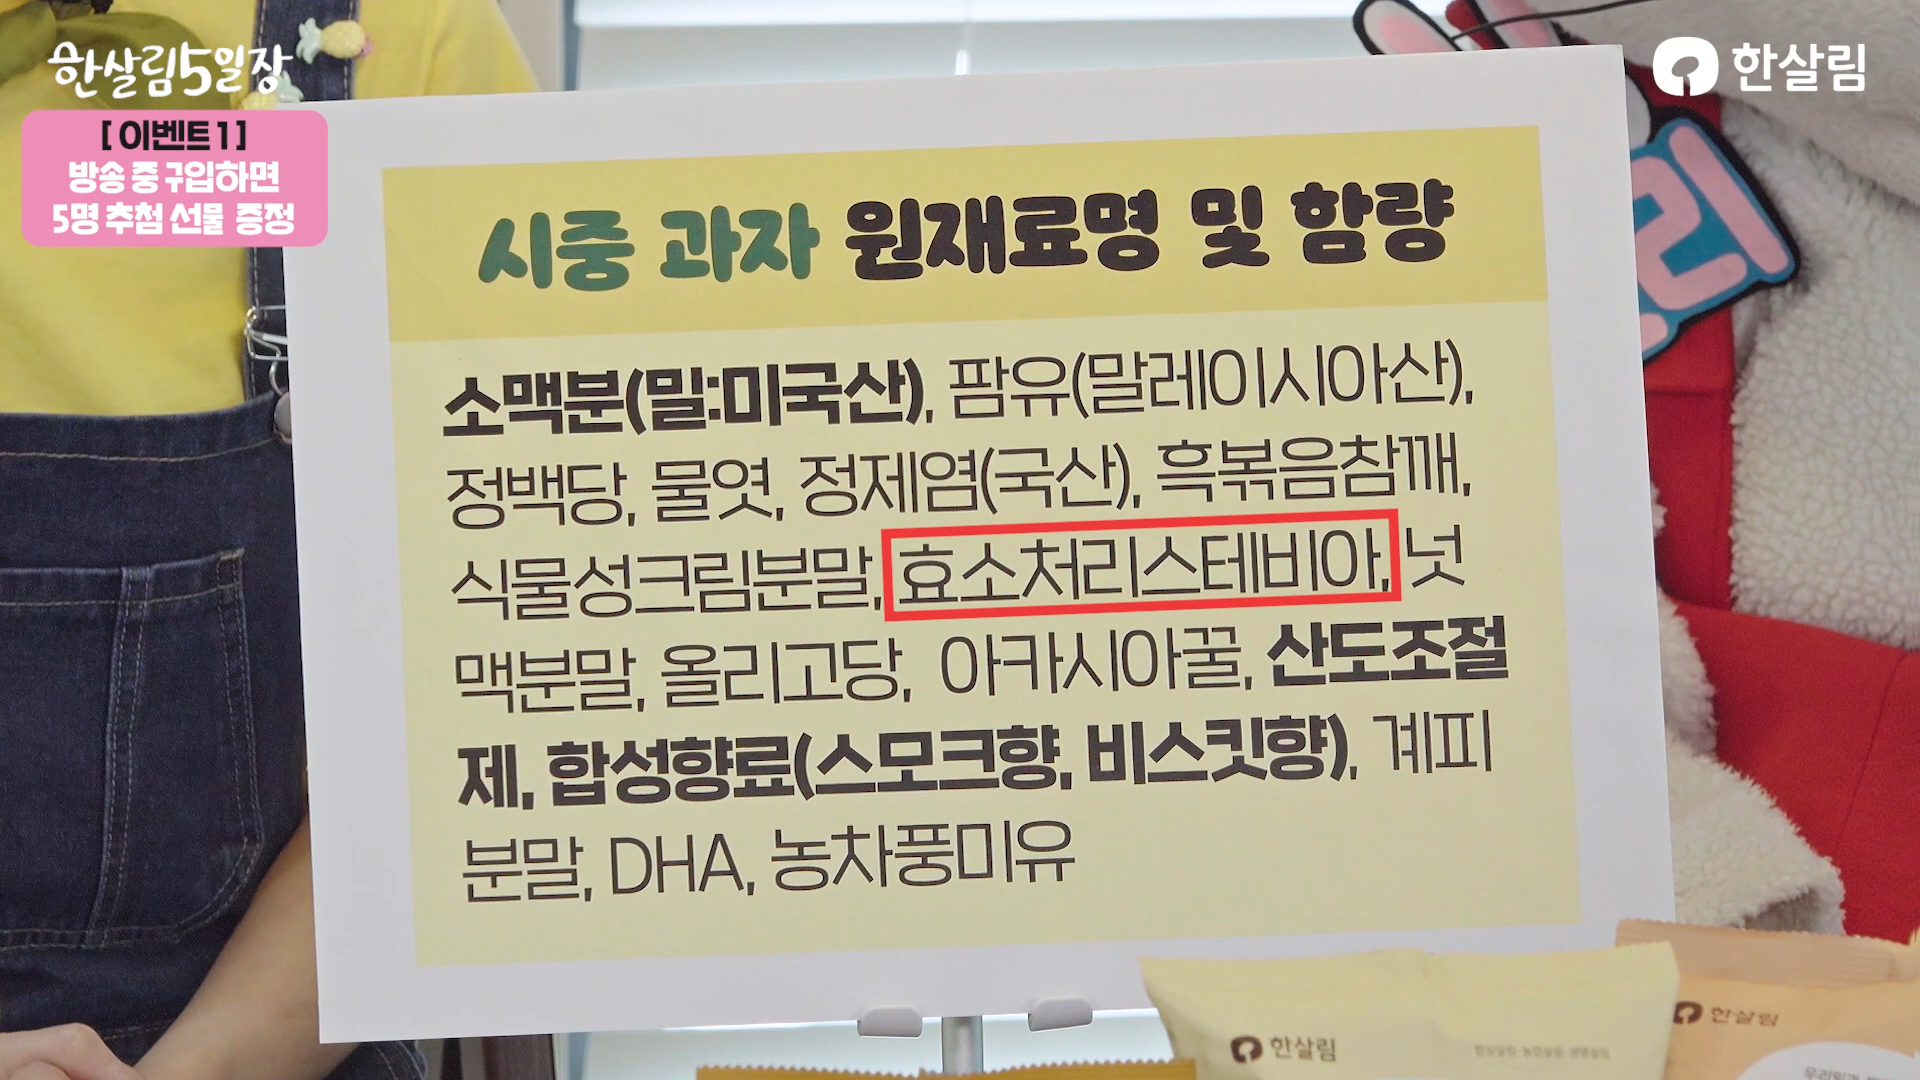 한살림5일장
[ 이벤트1 ]
방송 중 구입하면
5명 추첨 선물 증정
한살림
시중 과자 원재료명 및 함량
소맥분(밀:미국산), 팜유(말레이시아산),
정백당, 물엿, 정제염(국산), 흑볶음참깨,
식물성크림분말, 효소처리스테비아, 넛
맥분말, 올리고당, 아카시아꿀, 산도조절
제, 합성향료(스모크향, 비스킷향), 계피
분말, DHA, 농차풍미유
리
한살림
한살림